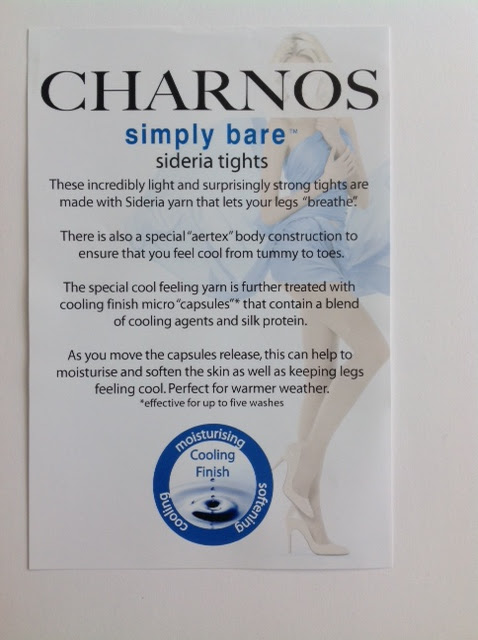 CHARNOS
simply bare™
sideria tights
These incredibly light and surprisingly strong tights are
made with Sideria yarn that lets your legs "breathe".
There is also a special "aertex" body construction to
ensure that you feel cool from tummy to toes.
The special cool feeling yarn is further treated with
cooling finish micro "capsules"* that contain a blend
of cooling agents and silk protein.
As you move the capsules release, this can help to
moisturise and soften the skin as well as keeping legs
feeling cool. Perfect for warmer weather.
*effective for up to five washes
moisturising
Cooling
Finish
cooling
softening